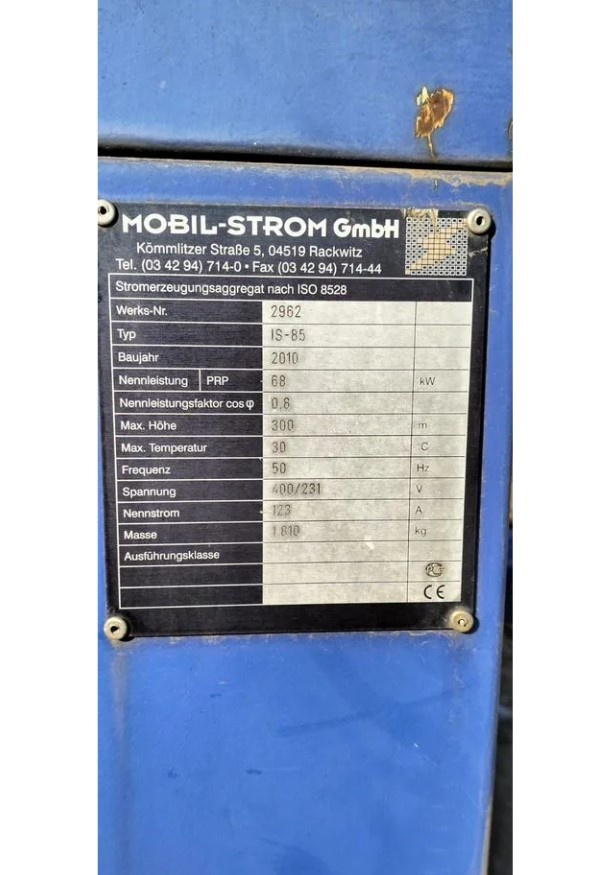 MOBIL-STROM GmbH
Kömmlitzer Straße 5, 04519 Rackwitz
Tel. (03 42 94) 714-0 • Fax (03 42 94) 714-44
Stromerzeugungsaggregat nach ISO 8528
Werks-Nr. 2962
Typ IS-85
Baujahr 2010
Nennleistung PRP 68 kW
Nennleistungsfaktor cos φ 0,8
Max. Höhe 300 m
Max. Temperatur 30 °C
Frequenz 50 Hz
Spannung 400/231 V
Nennstrom 123 A
Masse 1 810 kg
Ausführungsklasse
CE